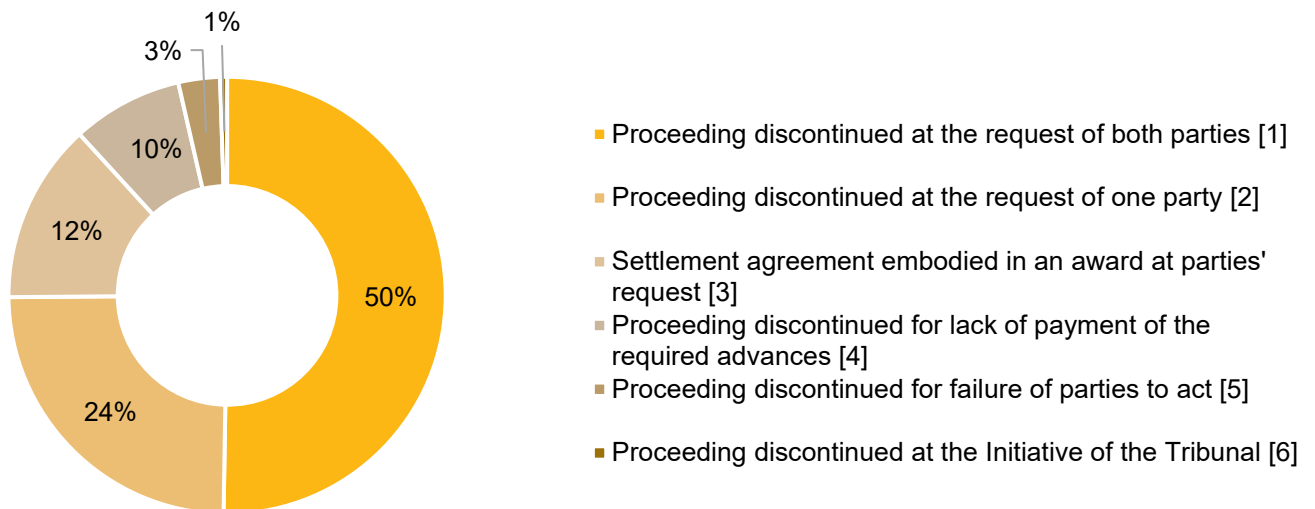 1%
3%
10%
12%
50%
24%
Proceeding discontinued at the request of both parties [1]
Proceeding discontinued at the request of one party [2]
Settlement agreement embodied in an award at parties'
request [3]
Proceeding discontinued for lack of payment of the
required advances [4]
Proceeding discontinued for failure of parties to act [5]
Proceeding discontinued at the Initiative of the Tribunal [6]